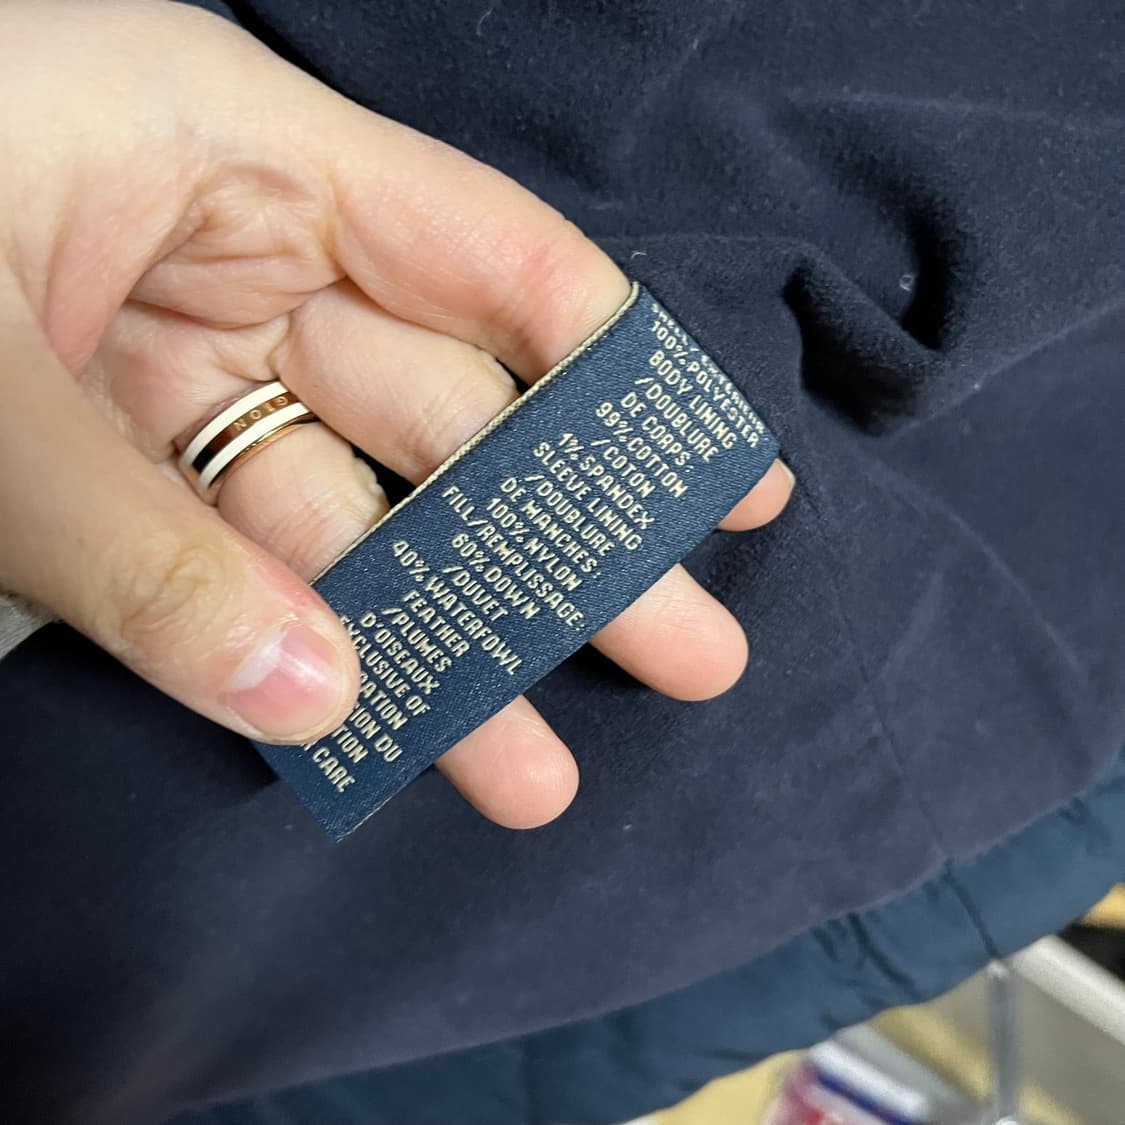 100% POLYESTER
BODY LINING
/DOUBLURE
DE CORPS:
99% COTTON
/COTON
1% SPANDEX
SLEEVE LINING
/DOUBLURE
DE MANCHES:
100% NYLON
FILL/REMPLISSAGE:
60% DOWN
/DUVET
40% WATERFOWL
FEATHER
/PLUMES
D'OISEAUX
OF
DU
CARE